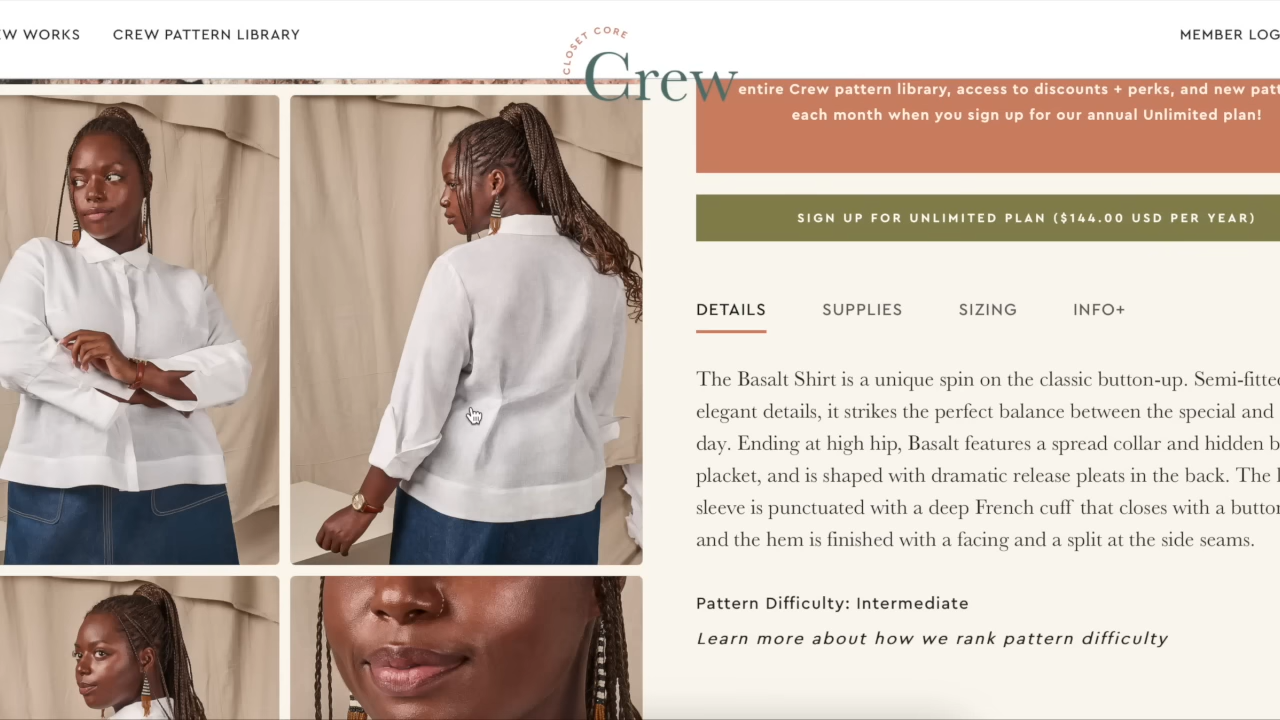 EW WORKS
CREW PATTERN LIBRARY
CLOSET CORE
Crew
MEMBER LOG
entire Crew pattern library, access to discounts + perks, and new patt
each month when you sign up for our annual Unlimited plan!
SIGN UP FOR UNLIMITED PLAN ($144.00 USD PER YEAR)
DETAILS
SUPPLIES
SIZING
INFO+
The Basalt Shirt is a unique spin on the classic button-up. Semi-fitted
elegant details, it strikes the perfect balance between the special and
day. Ending at high hip, Basalt features a spread collar and hidden b
placket, and is shaped with dramatic release pleats in the back. The
sleeve is punctuated with a deep French cuff that closes with a button
and the hem is finished with a facing and a split at the side seams.
Pattern Difficulty: Intermediate
Learn more about how we rank pattern difficulty